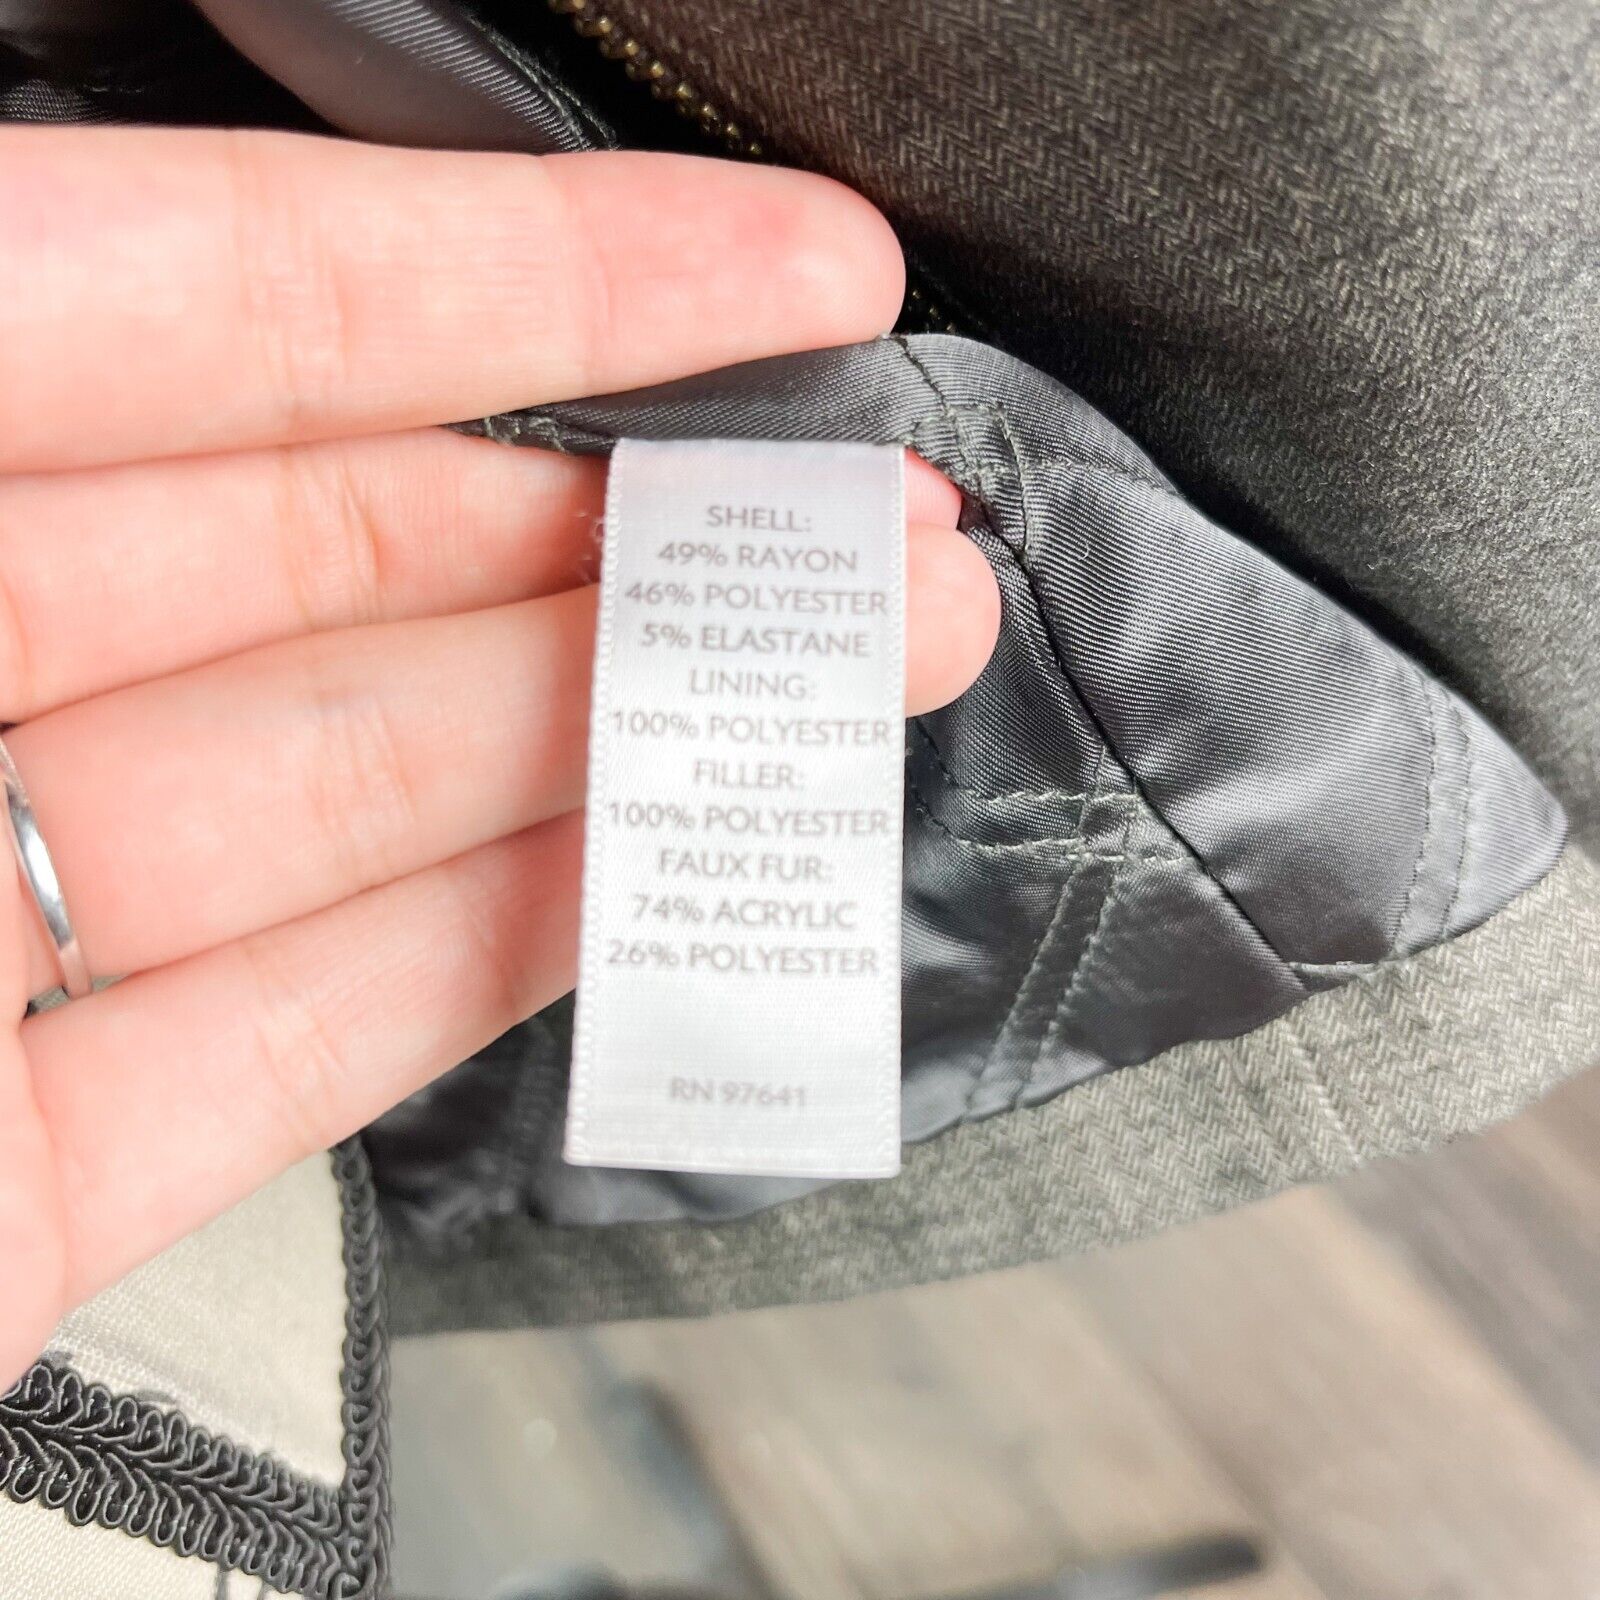 SHELL:
49% RAYON
46% POLYESTER
5% ELASTANE
LINING:
100% POLYESTER
FILLER:
100% POLYESTER
FAUX FUR:
74% ACRYLIC
26% POLYESTER
RN 97641